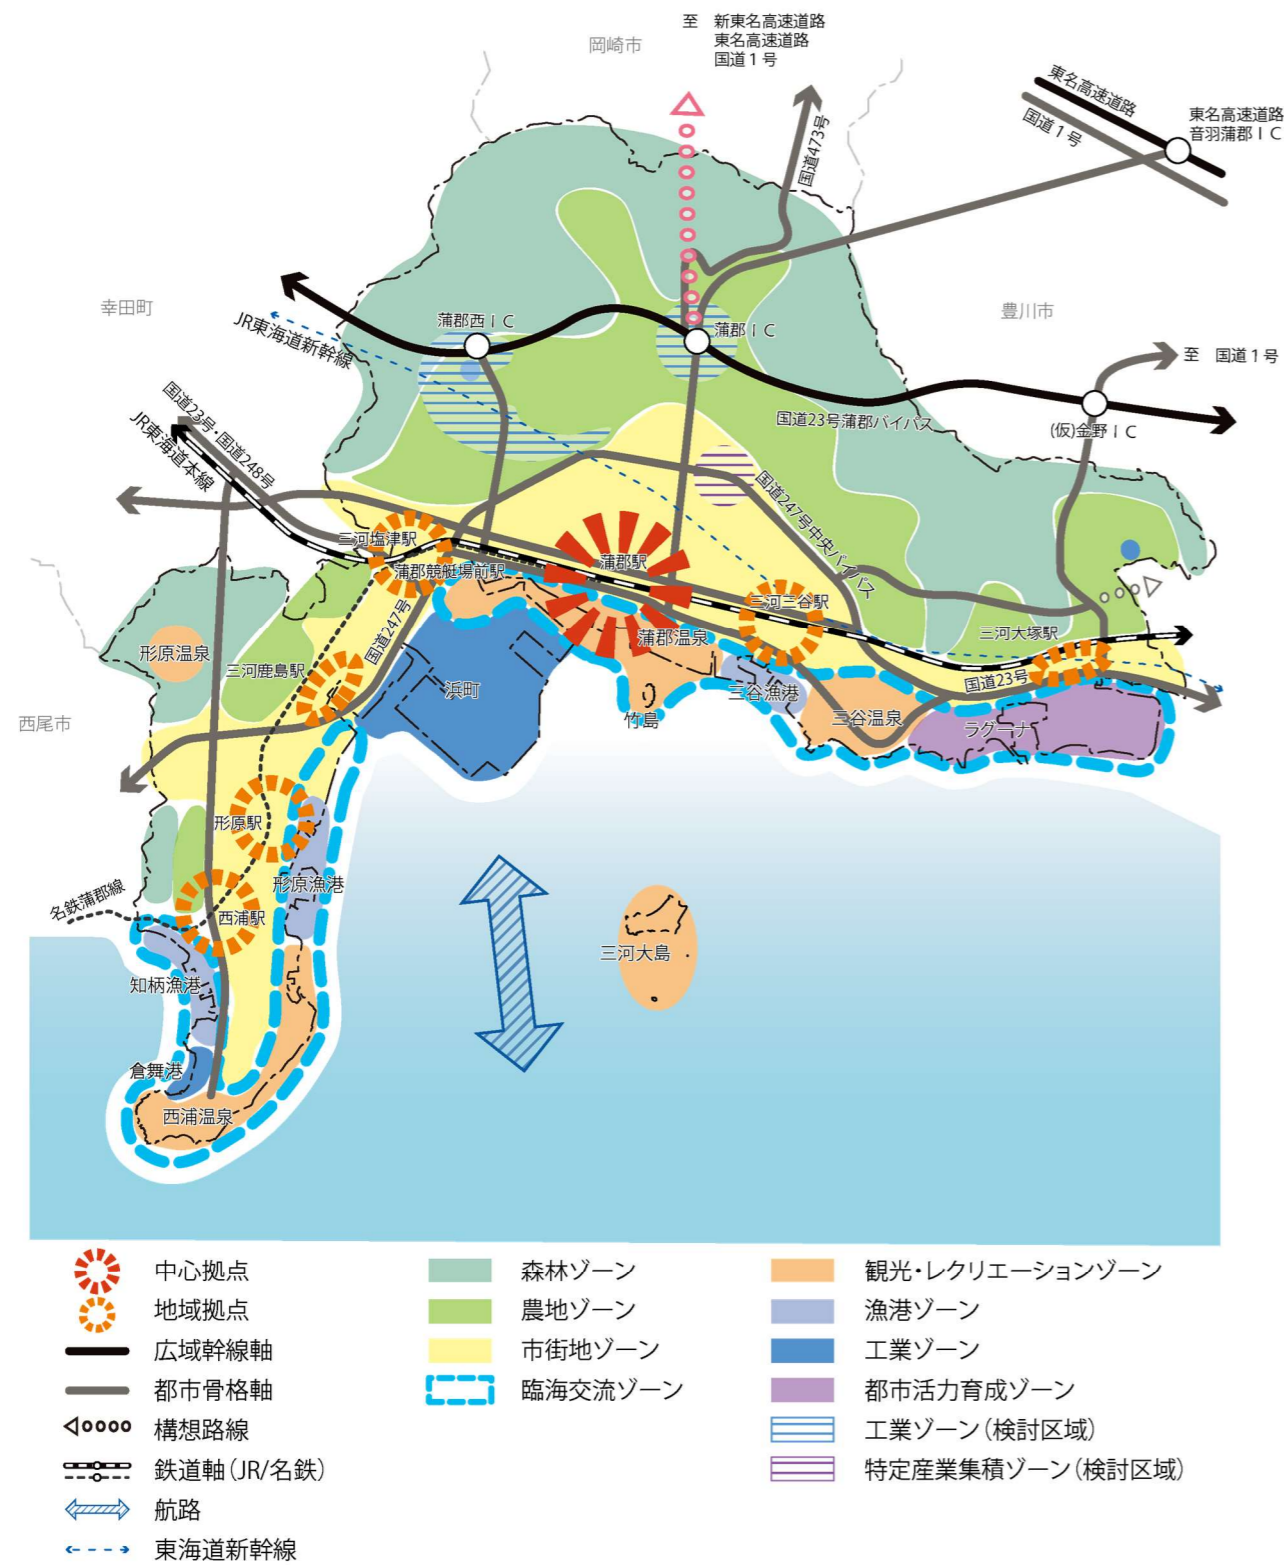 至 新東名高速道路
東名高速道路
国道1号
岡崎市
東名高速道路
国道1号
東名高速道路
音羽蒲郡IC
国道473号
幸田町
JR東海道新幹線
蒲郡西IC
蒲郡IC
豊川市
至 国道1号
国道23号・国道248号
JR東海道本線
国道23号蒲郡バイパス
(仮)金野IC
国道247号中央バイパス
三河塩津駅
蒲郡競艇場前駅
蒲郡駅
三河三谷駅
三河大塚駅
蒲郡温泉
国道247号
形原温泉
三河鹿島駅
浜町
竹島
三谷漁港
三谷温泉
国道23号
ラグーナ
西尾市
形原駅
形原漁港
名鉄蒲郡線
西浦駅
三河大島
知柄漁港
倉舞港
西浦温泉
中心拠点
地域拠点
広域幹線軸
都市骨格軸
構想路線
鉄道軸(JR/名鉄)
航路
東海道新幹線
森林ゾーン
農地ゾーン
市街地ゾーン
臨海交流ゾーン
観光・レクリエーションゾーン
漁港ゾーン
工業ゾーン
都市活力育成ゾーン
工業ゾーン(検討区域)
特定産業集積ゾーン(検討区域)